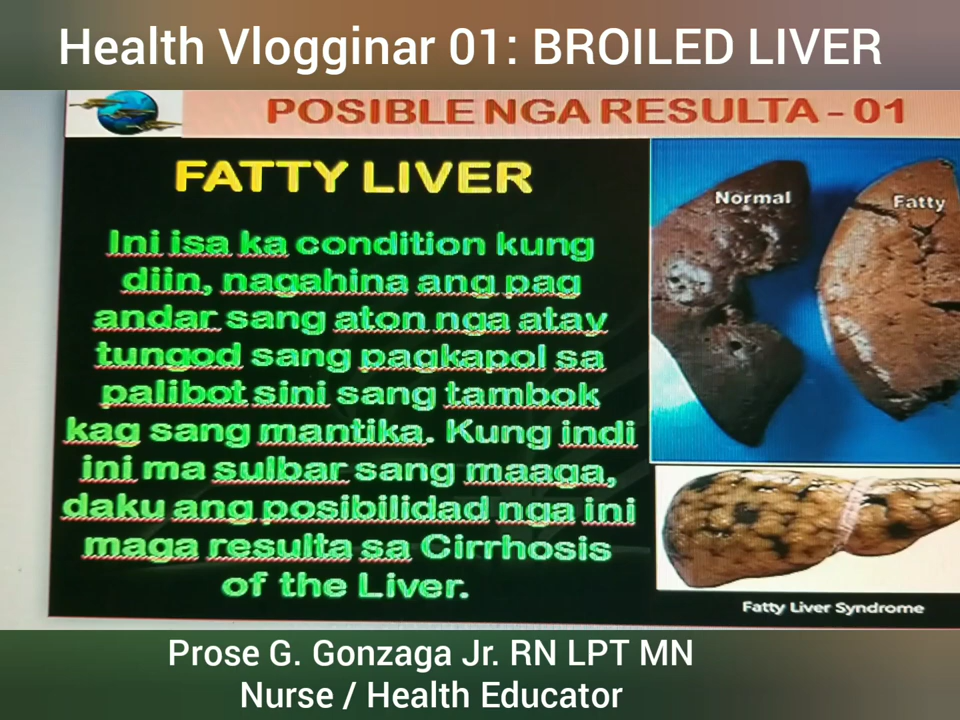 Health Vlogginar 01: BROILED LIVER
POSIBLE NGA RESULTA - 01
FATTY LIVER
Ini isa ka condition kung
diin, nagahina ang pag
andar sang aton nga atay
tungod sang pagkapol sa
palibot sini sang tambok
kag sang mantika. Kung indi
ini ma sulbar sang maaga,
daku ang posibilidad nga ini
maga resulta sa Cirrhosis
of the Liver.
Normal
Fatty
Fatty Liver Syndrome
Prose G. Gonzaga Jr. RN LPT MN
Nurse / Health Educator